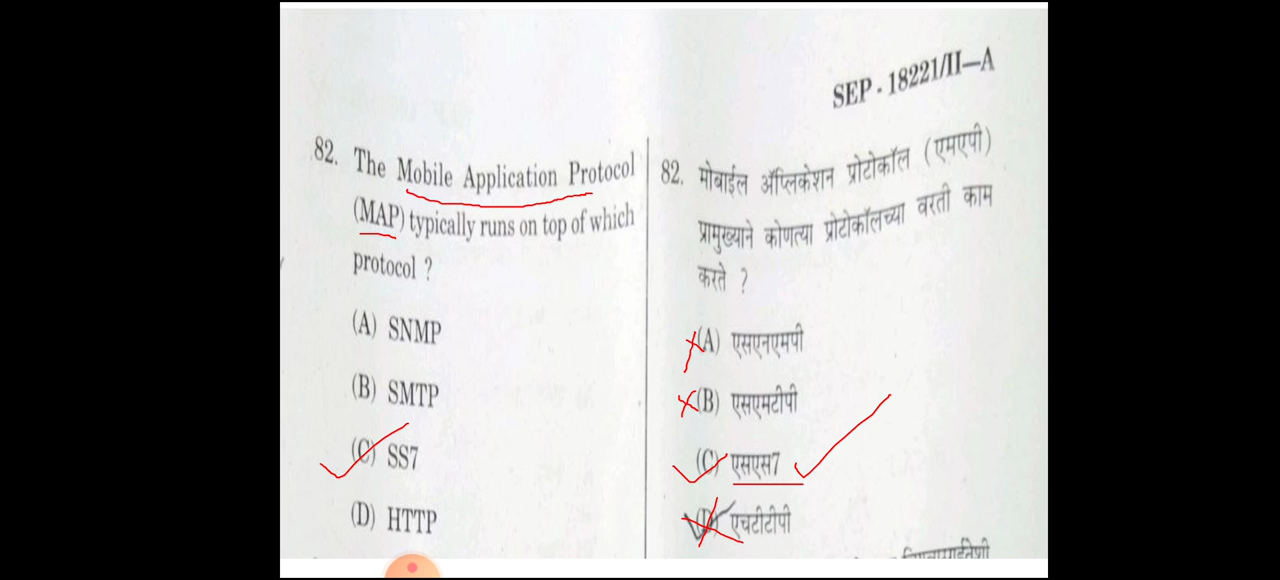 SEP - 18221/II—A
82. The Mobile Application Protocol
(MAP) typically runs on top of which
protocol ?
(A) SNMP
(B) SMTP
(C) SS7
(D) HTTP
82. मोबाईल ॲप्लिकेशन प्रोटोकॉल (एमएपी)
प्रामुख्याने कोणत्या प्रोटोकॉलच्या वरती काम
करते ?
(A) एसएनएमपी
(B) एसएमटीपी
(C) एसएस7
(D) एचटीटीपी